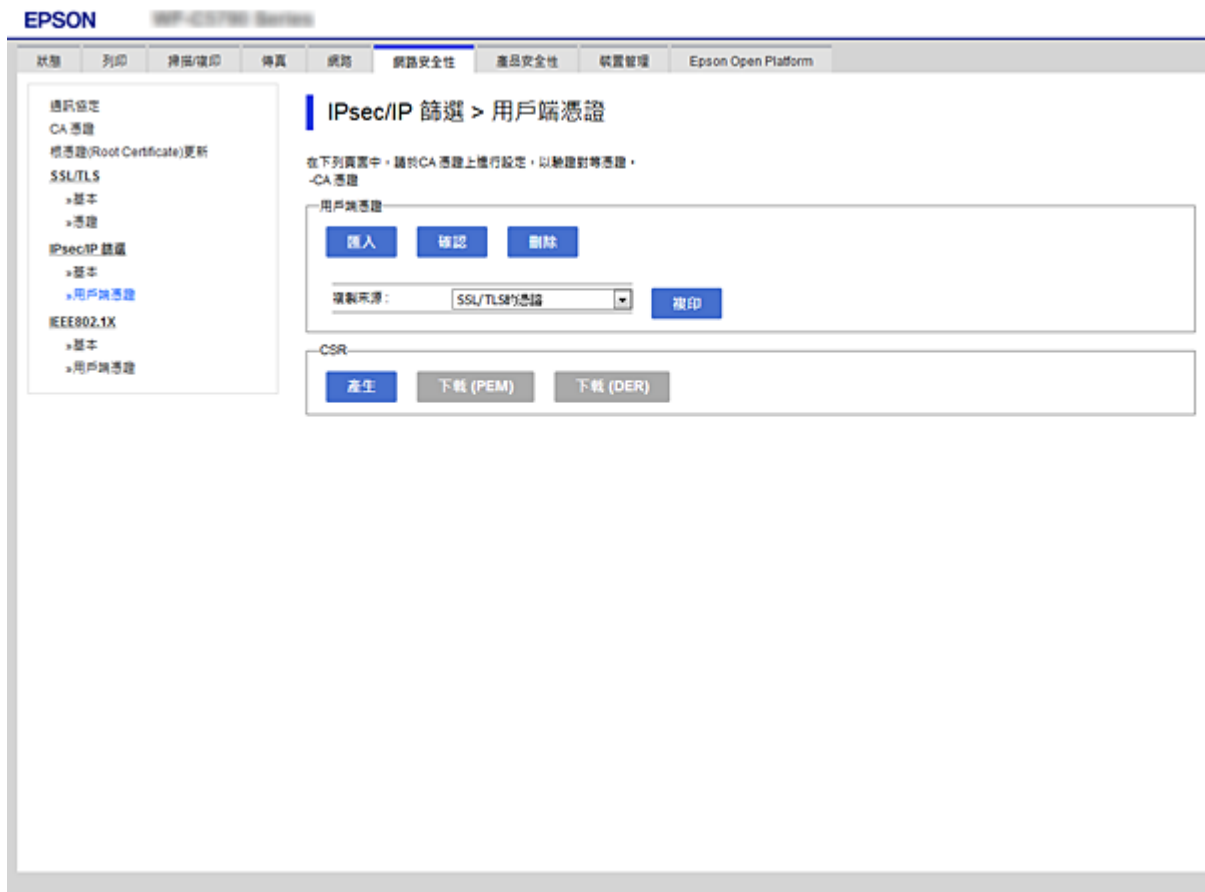 EPSON
狀態 列印 掃描/複印 傳真 網路 網路安全性 產品安全性 裝置管理 Epson Open Platform
通訊協定
CA 憑證
根憑證(Root Certificate)更新
SSL/TLS
»基本
»憑證
IPsec/IP 篩選
»基本
»用戶端憑證
IEEE802.1X
»基本
»用戶端憑證
IPsec/IP 篩選 > 用戶端憑證
在下列頁面中，請於CA 憑證上進行設定，以驗證對等憑證，
-CA 憑證
用戶端憑證
匯入 確認 刪除
複製來源 : SSL/TLS的憑證 複印
CSR
產生 下載 (PEM) 下載 (DER)